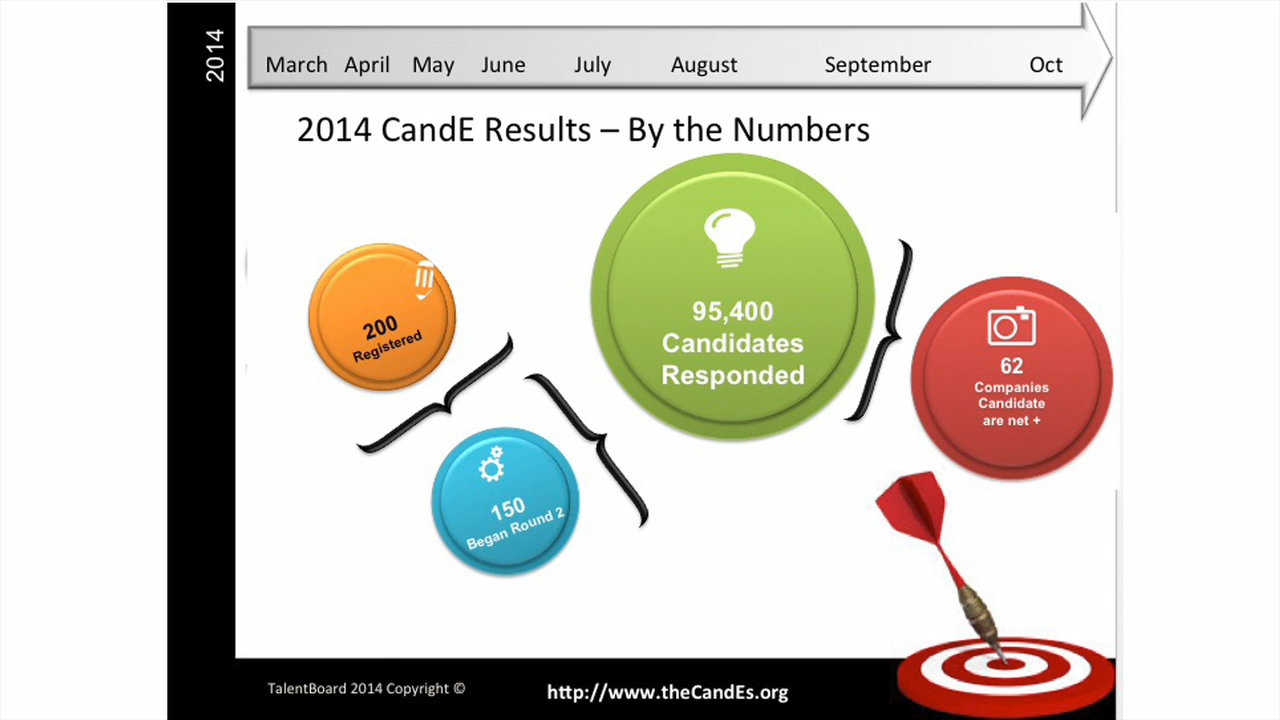 2014
March April May June July August September Oct
2014 CandE Results – By the Numbers
200
Registered
150
Began Round 2
95,400
Candidates
Responded
62
Companies
Candidate
are net +
TalentBoard 2014 Copyright ©
http://www.theCandEs.org